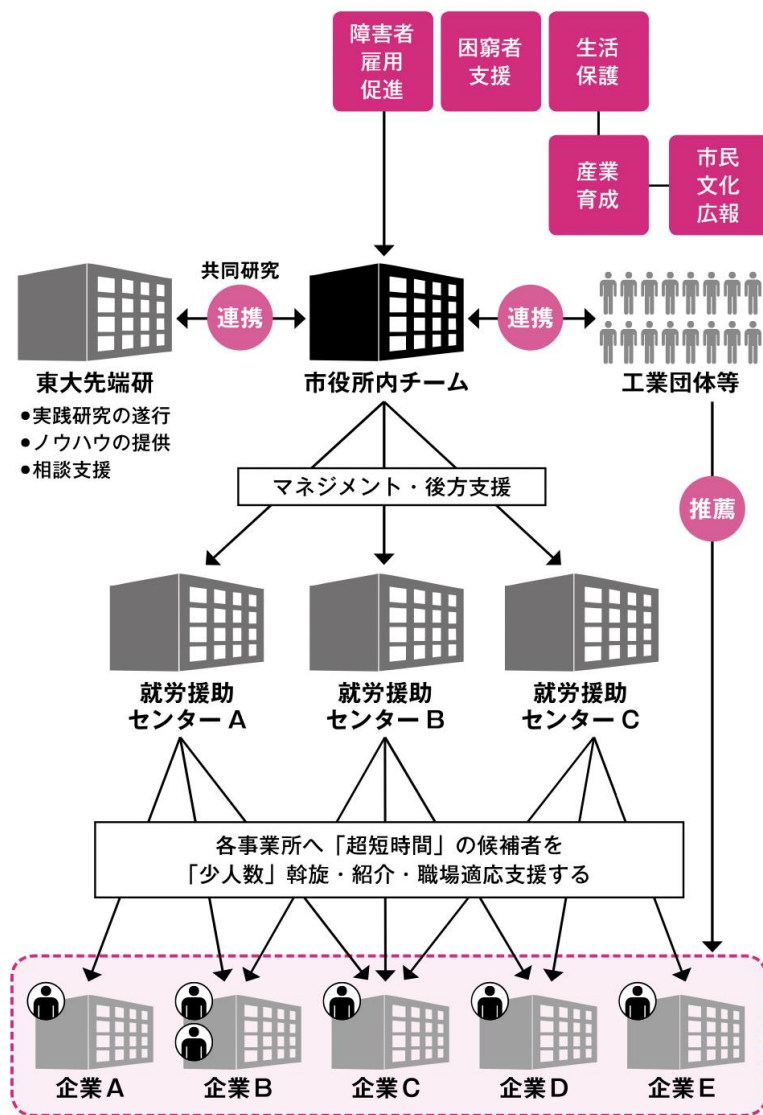 障害者
雇用
促進
困窮者
支援
生活
保護
産業
育成
市民
文化
広報
共同研究
連携
連携
東大先端研
●実践研究の遂行
●ノウハウの提供
●相談支援
市役所内チーム
工業団体等
マネジメント・後方支援
推薦
就労援助
センターA
就労援助
センターB
就労援助
センターC
各事業所へ「超短時間」の候補者を
「少人数」斡旋・紹介・職場適応支援する
企業A
企業B
企業C
企業D
企業E